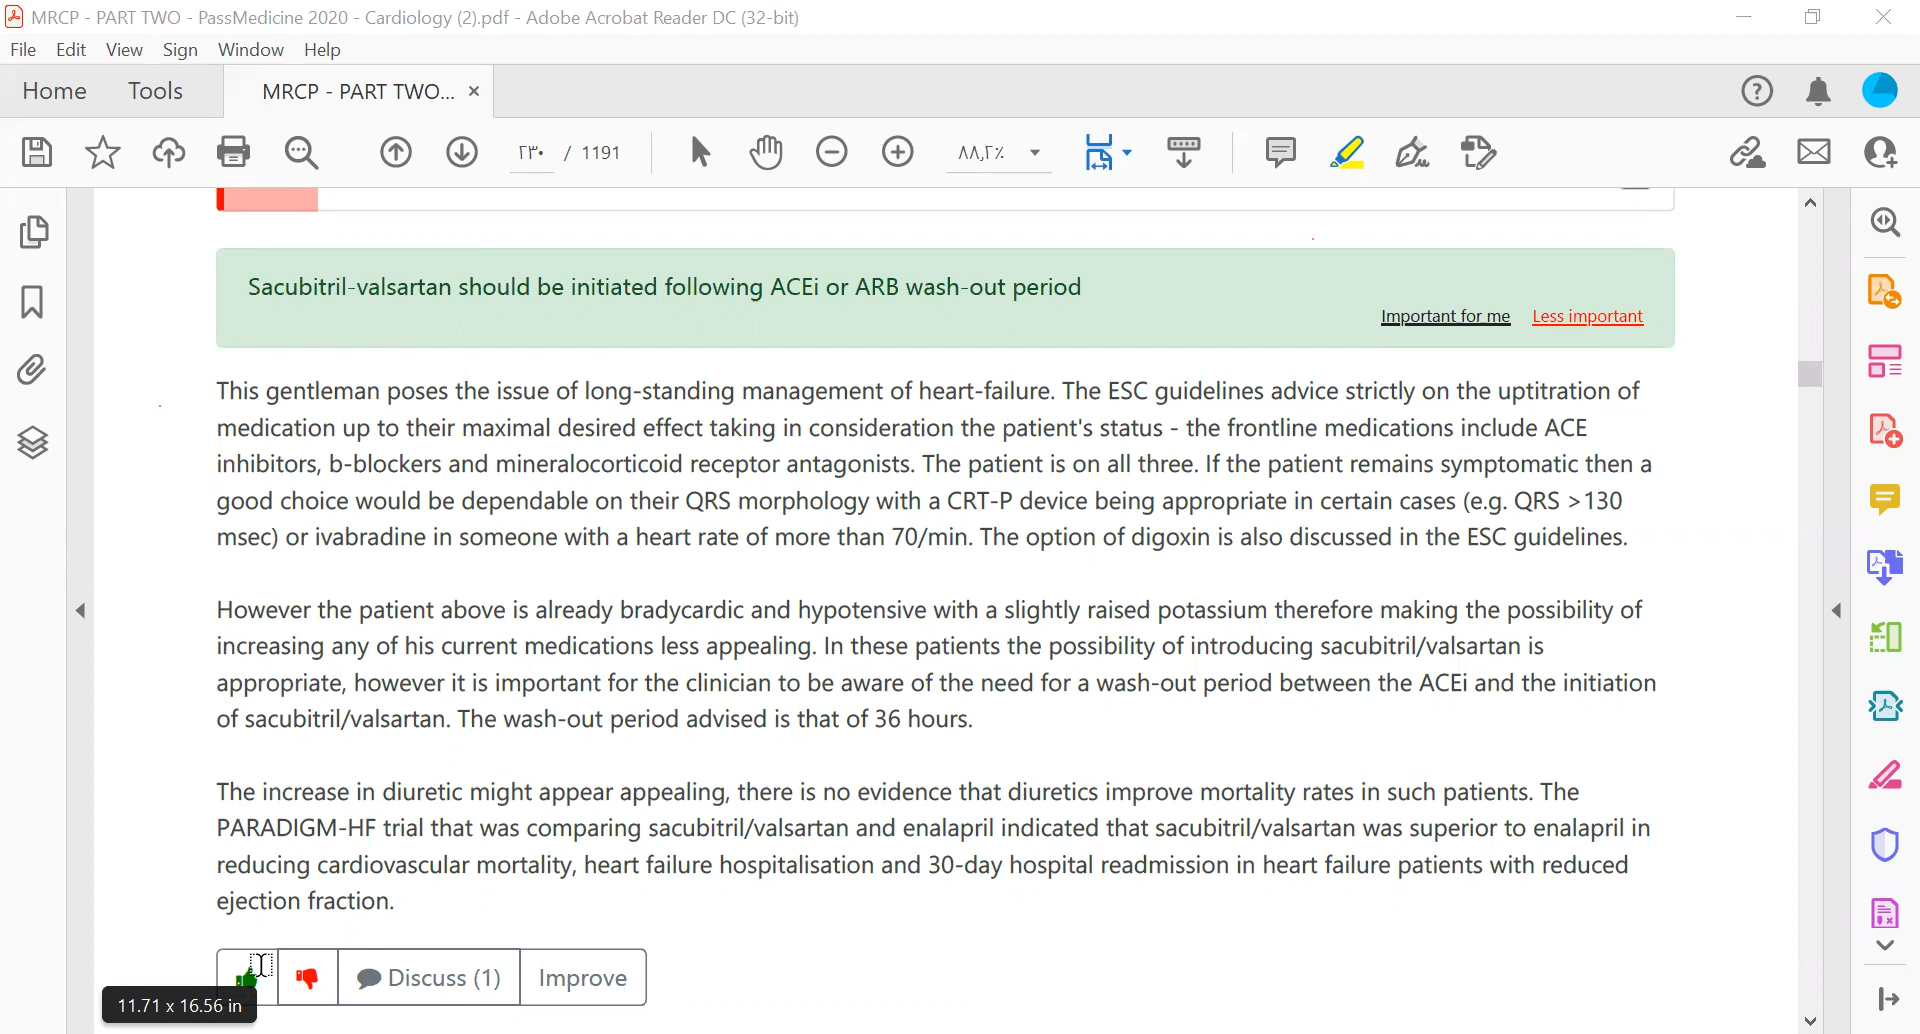 MRCP - PART TWO - PassMedicine 2020 - Cardiology (2).pdf - Adobe Acrobat Reader DC (32-bit)
File Edit View Sign Window Help
Home Tools MRCP - PART TWO...
٢٣٠ / 1191 ٨٨,٢٪
Sacubitril-valsartan should be initiated following ACEi or ARB wash-out period
Important for me Less important
This gentleman poses the issue of long-standing management of heart-failure. The ESC guidelines advice strictly on the uptitration of
medication up to their maximal desired effect taking in consideration the patient's status - the frontline medications include ACE
inhibitors, b-blockers and mineralocorticoid receptor antagonists. The patient is on all three. If the patient remains symptomatic then a
good choice would be dependable on their QRS morphology with a CRT-P device being appropriate in certain cases (e.g. QRS >130
msec) or ivabradine in someone with a heart rate of more than 70/min. The option of digoxin is also discussed in the ESC guidelines.
However the patient above is already bradycardic and hypotensive with a slightly raised potassium therefore making the possibility of
increasing any of his current medications less appealing. In these patients the possibility of introducing sacubitril/valsartan is
appropriate, however it is important for the clinician to be aware of the need for a wash-out period between the ACEi and the initiation
of sacubitril/valsartan. The wash-out period advised is that of 36 hours.
The increase in diuretic might appear appealing, there is no evidence that diuretics improve mortality rates in such patients. The
PARADIGM-HF trial that was comparing sacubitril/valsartan and enalapril indicated that sacubitril/valsartan was superior to enalapril in
reducing cardiovascular mortality, heart failure hospitalisation and 30-day hospital readmission in heart failure patients with reduced
ejection fraction.
Discuss (1) Improve
11.71 x 16.56 in